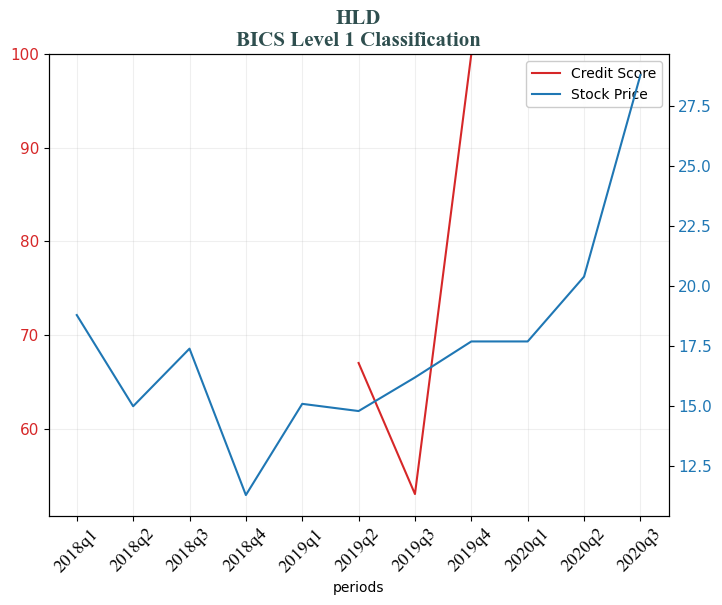 HLD
BICS Level 1 Classification
100
90
80
70
60
Credit Score
Stock Price
27.5
25.0
22.5
20.0
17.5
15.0
12.5
2018q1
2018q2
2018q3
2018q4
2019q1
2019q2
2019q3
2019q4
2020q1
2020q2
2020q3
periods